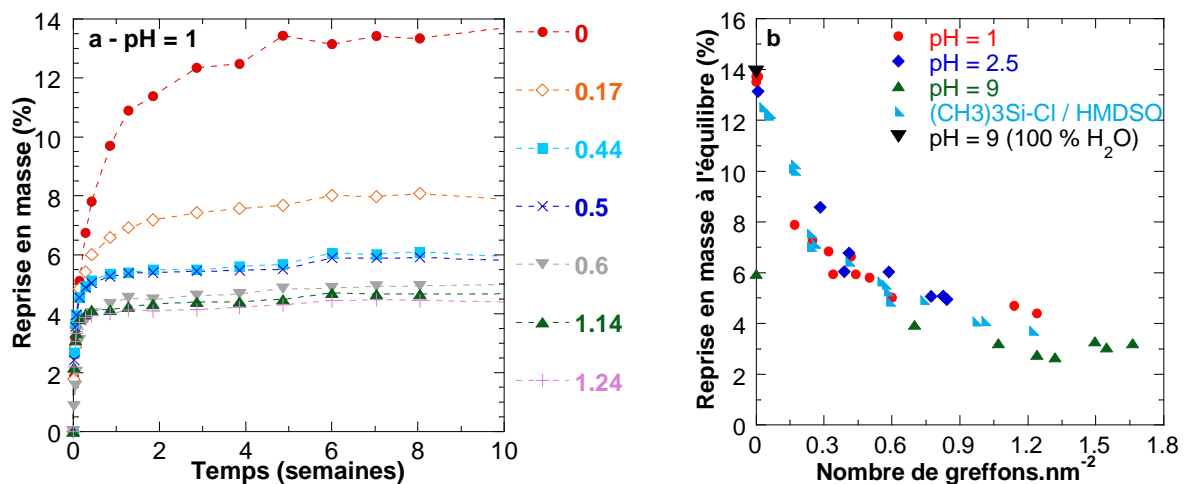 a - pH = 1
Reprise en masse (%)
14
12
10
8
6
4
2
0
0 2 4 6 8 10
Temps (semaines)
0
0.17
0.44
0.5
0.6
1.14
1.24
b
Reprise en masse à l'équilibre (%)
16
14
12
10
8
6
4
2
0
0 0.3 0.6 0.9 1.2 1.5 1.8
Nombre de greffons.nm⁻²
pH = 1
pH = 2.5
pH = 9
(CH3)3Si-Cl / HMDSO
pH = 9 (100 % H₂O)